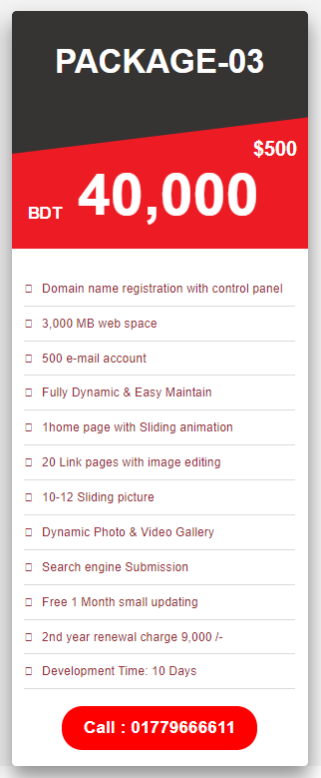 PACKAGE-03
$500
BDT 40,000
Domain name registration with control panel
3,000 MB web space
500 e-mail account
Fully Dynamic & Easy Maintain
1home page with Sliding animation
20 Link pages with image editing
10-12 Sliding picture
Dynamic Photo & Video Gallery
Search engine Submission
Free 1 Month small updating
2nd year renewal charge 9,000 /-
Development Time: 10 Days
Call : 01779666611